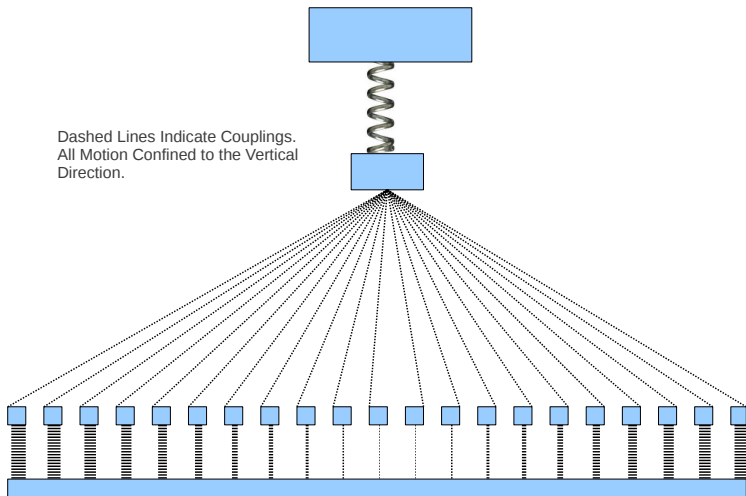 Dashed Lines Indicate Couplings.
All Motion Confined to the Vertical
Direction.